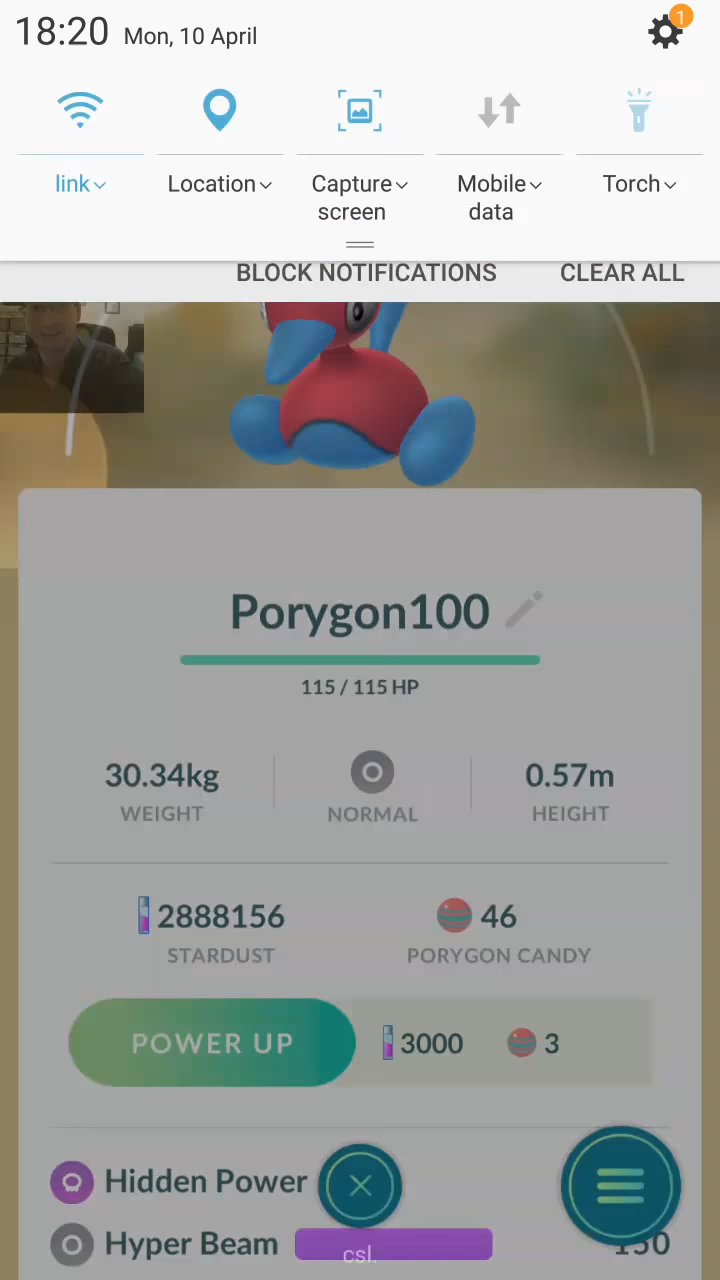 18:20 Mon, 10 April
1
link Location Capture screen Mobile data Torch
BLOCK NOTIFICATIONS CLEAR ALL
Porygon100
115 / 115 HP
30.34kg 0.57m
WEIGHT NORMAL HEIGHT
2888156 46
STARDUST PORYGON CANDY
POWER UP 3000 3
Hidden Power
Hyper Beam 150
csl.